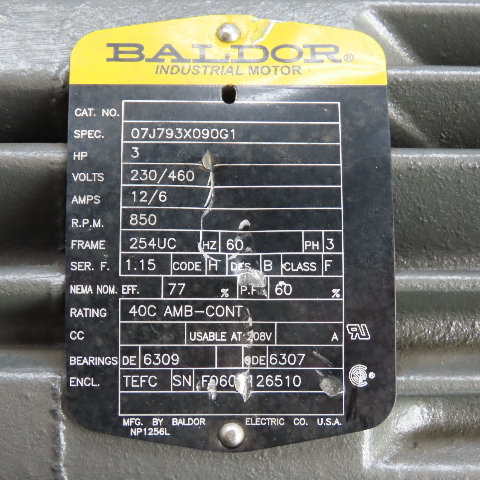 BALDOR®
INDUSTRIAL MOTOR
CAT. NO.
SPEC. 07J793X090G1
HP 3
VOLTS 230/460
AMPS 12/6
R.P.M. 850
FRAME 254UC HZ 60 PH 3
SER. F. 1.15 CODE H DES B CLASS F
NEMA NOM. EFF. 77 % P.F. 60 %
RATING 40C AMB-CONT
CC USABLE AT 208V A
BEARINGS DE 6309 ODE 6307
ENCL. TEFC SN
MFG. BY BALDOR ELECTRIC CO. U.S.A.
NP1256L